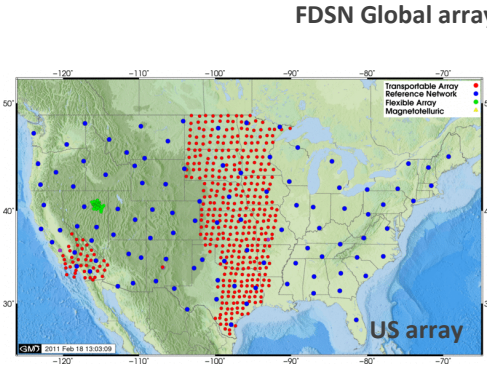 FDSN Global array
−120° −110° −100° −90° −80° −70°
Transportable Array
Reference Network
Flexible Array
Magnetotelluric
50°
40°
30°
US array
GMD 2011 Feb 18 13:03:09
−120° −110° −100° −90° −80° −70°